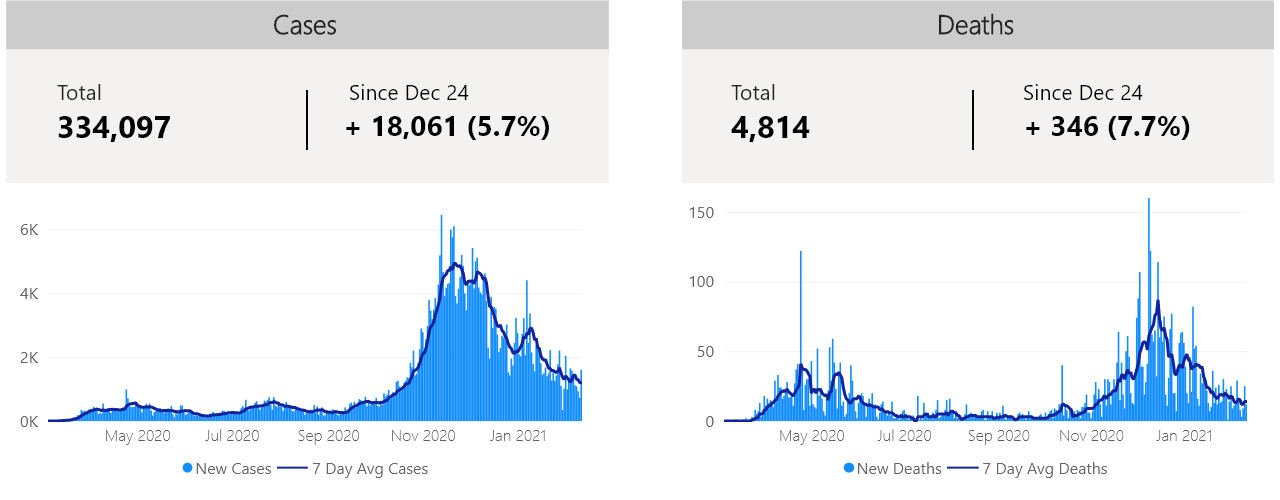 Cases
Total
334,097
Since Dec 24
+ 18,061 (5.7%)
6K
4K
2K
0K
May 2020 Jul 2020 Sep 2020 Nov 2020 Jan 2021
New Cases 7 Day Avg Cases
Deaths
Total
4,814
Since Dec 24
+ 346 (7.7%)
150
100
50
0
May 2020 Jul 2020 Sep 2020 Nov 2020 Jan 2021
New Deaths 7 Day Avg Deaths